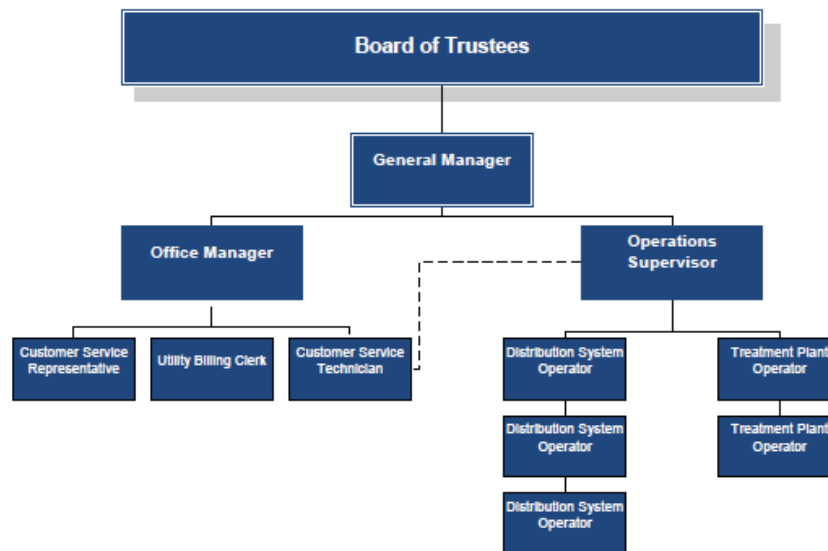 Board of Trustees
General Manager
Office Manager
Operations
Supervisor
Customer Service
Representative
Utility Billing Clerk
Customer Service
Technician
Distribution System
Operator
Treatment Plant
Operator
Distribution System
Operator
Treatment Plant
Operator
Distribution System
Operator